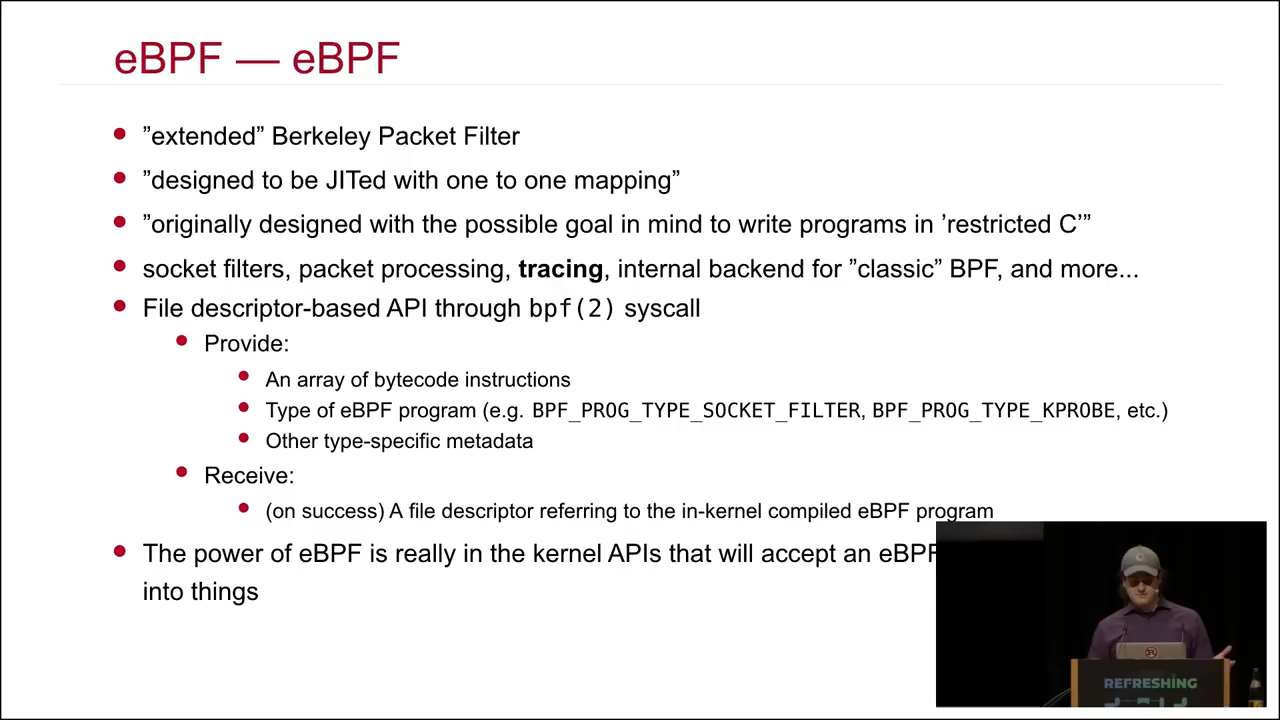 eBPF — eBPF
”extended” Berkeley Packet Filter
”designed to be JITed with one to one mapping”
”originally designed with the possible goal in mind to write programs in ’restricted C’”
socket filters, packet processing, tracing, internal backend for ”classic” BPF, and more...
File descriptor-based API through bpf(2) syscall
Provide:
An array of bytecode instructions
Type of eBPF program (e.g. BPF_PROG_TYPE_SOCKET_FILTER, BPF_PROG_TYPE_KPROBE, etc.)
Other type-specific metadata
Receive:
(on success) A file descriptor referring to the in-kernel compiled eBPF program
The power of eBPF is really in the kernel APIs that will accept an eBPF
into things
REFRESHING